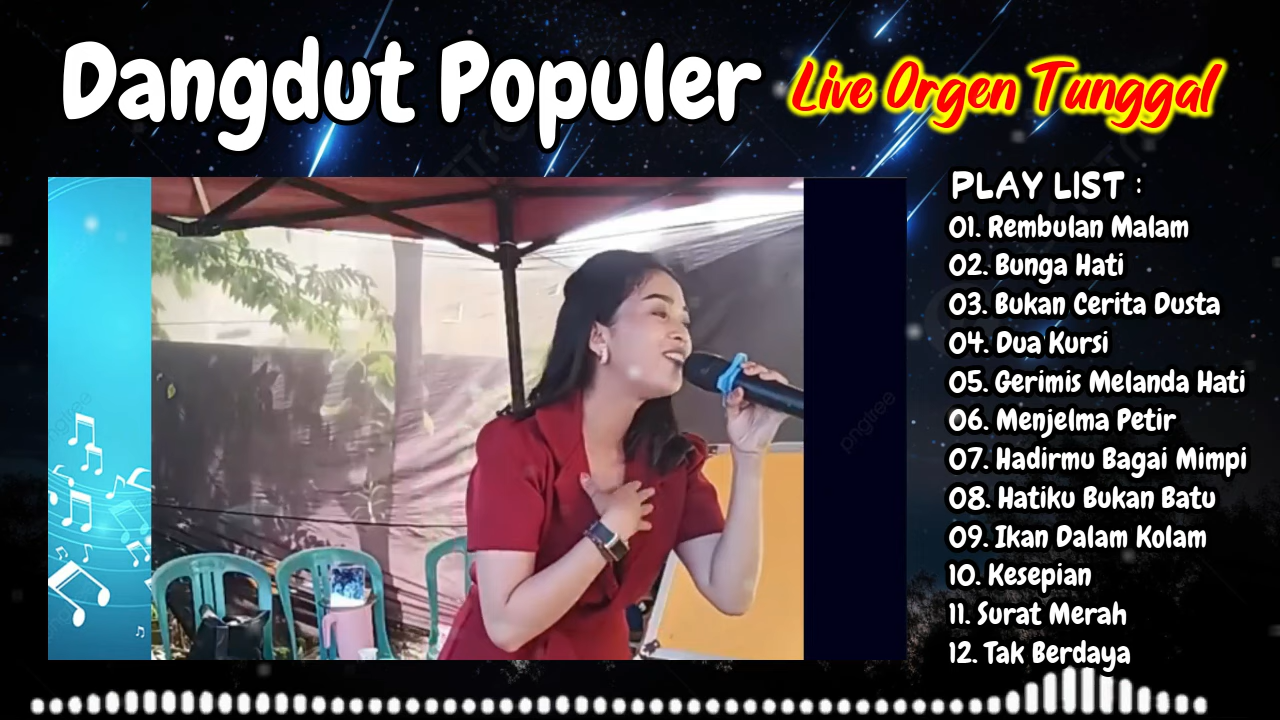 Dangdut Populer Live Orgen Tunggal
PLAY LIST :
01. Rembulan Malam
02. Bunga Hati
03. Bukan Cerita Dusta
04. Dua Kursi
05. Gerimis Melanda Hati
06. Menjelma Petir
07. Hadirmu Bagai Mimpi
08. Hatiku Bukan Batu
09. Ikan Dalam Kolam
10. Kesepian
11. Surat Merah
12. Tak Berdaya
pngtree